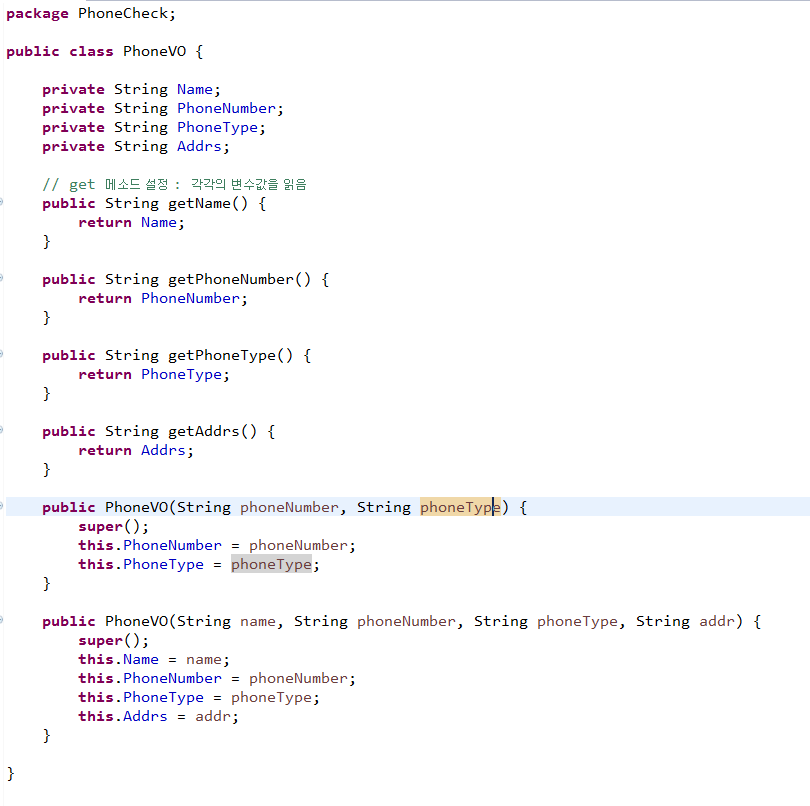 package PhoneCheck;
public class PhoneVO {
private String Name;
private String PhoneNumber;
private String PhoneType;
private String Addrs;
// get 메소드 설정 : 각각의 변수값을 읽음
public String getName() {
return Name;
}
public String getPhoneNumber() {
return PhoneNumber;
}
public String getPhoneType() {
return PhoneType;
}
public String getAddrs() {
return Addrs;
}
public PhoneVO(String phoneNumber, String phoneType) {
super();
this.PhoneNumber = phoneNumber;
this.PhoneType = phoneType;
}
public PhoneVO(String name, String phoneNumber, String phoneType, String addr) {
super();
this.Name = name;
this.PhoneNumber = phoneNumber;
this.PhoneType = phoneType;
this.Addrs = addr;
}
}